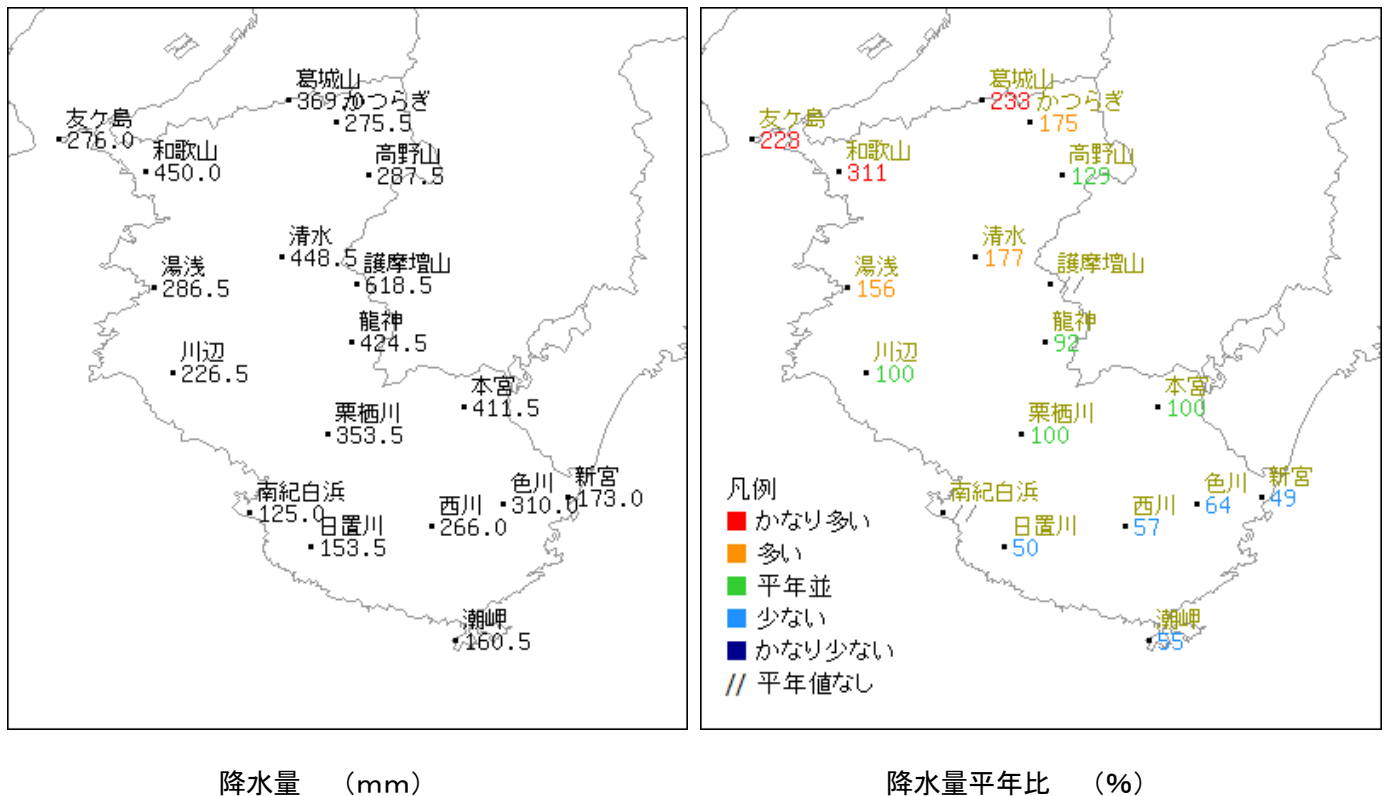 葛城山
369.0
かつらぎ
275.5
友ケ島
276.0
和歌山
450.0
高野山
287.5
清水
448.5
湯浅
286.5
護摩壇山
618.5
龍神
424.5
川辺
226.5
本宮
411.5
栗栖川
353.5
南紀白浜
125.0
日置川
153.5
西川
266.0
色川
310.0
新宮
173.0
潮岬
160.5
降水量 （mm）
葛城山
233
かつらぎ
175
友ケ島
228
和歌山
311
高野山
129
清水
177
湯浅
156
護摩壇山
//
龍神
92
川辺
100
本宮
100
栗栖川
100
南紀白浜
//
日置川
50
西川
57
色川
64
新宮
49
潮岬
55
凡例
かなり多い
多い
平年並
少ない
かなり少ない
// 平年値なし
降水量平年比 （%）